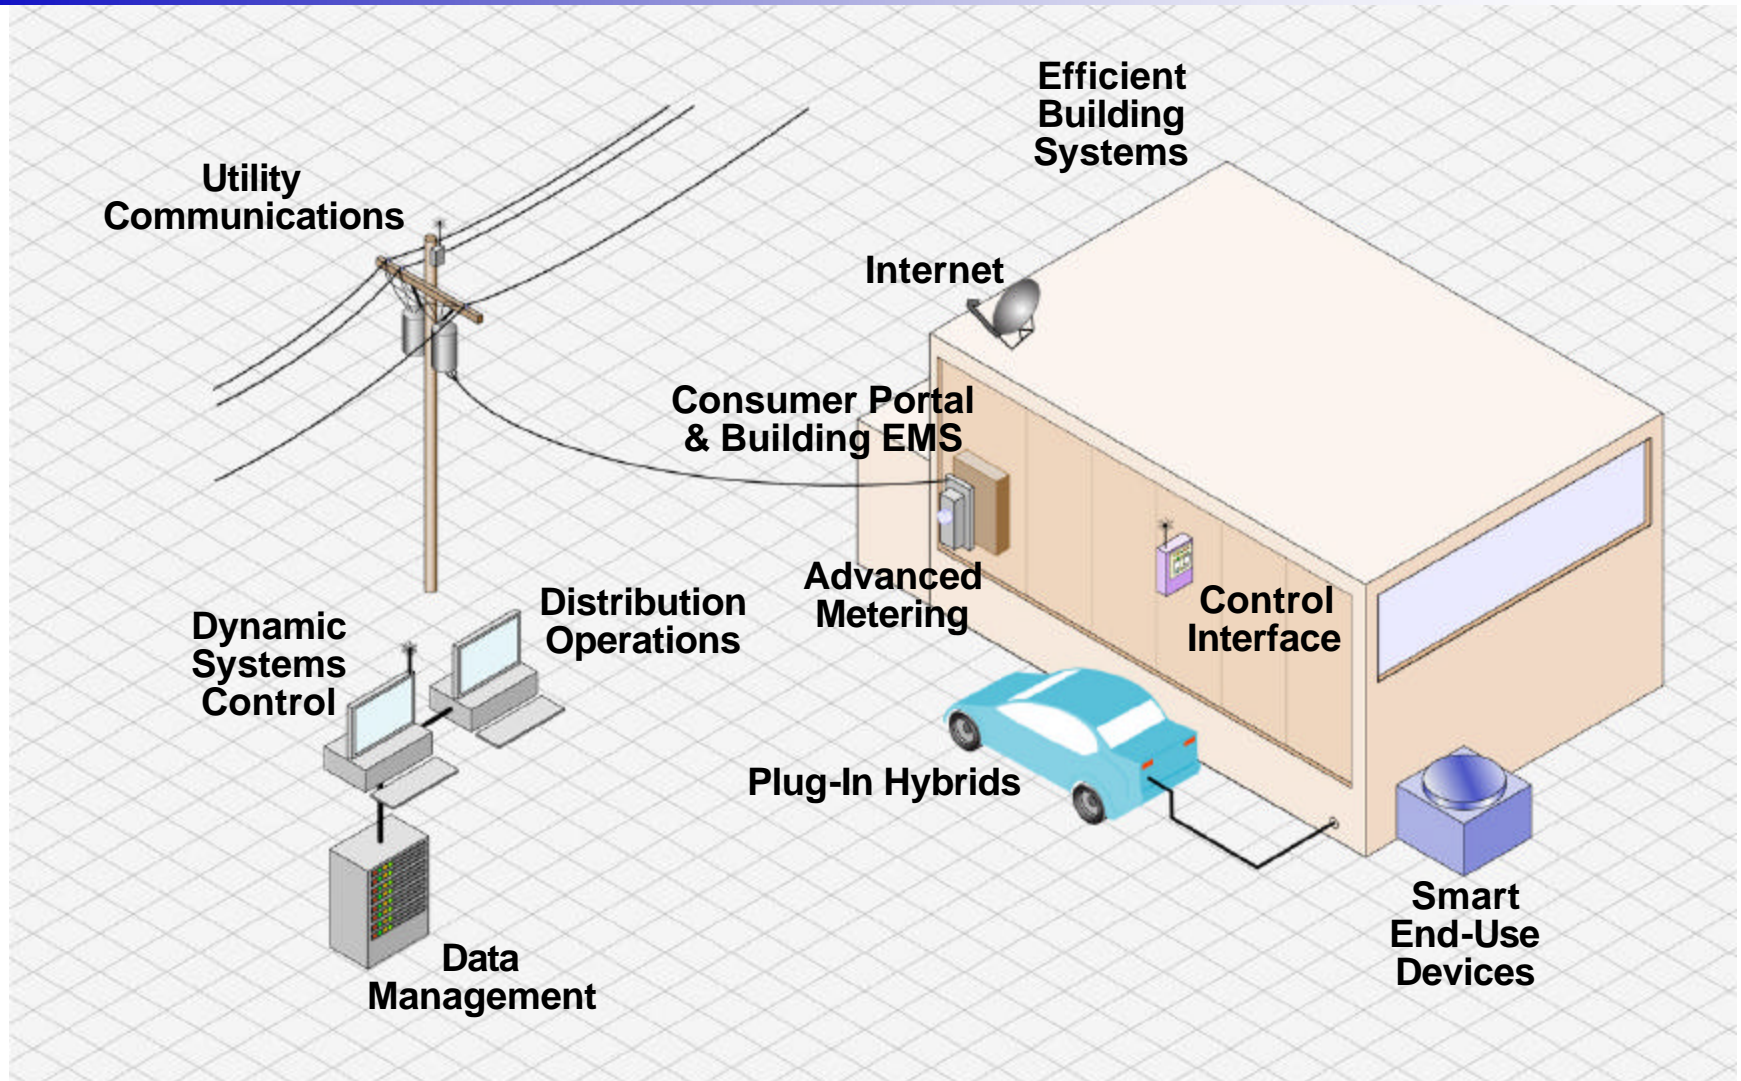 Efficient
Building
Systems
Utility
Communications
Internet
Consumer Portal
& Building EMS
Advanced
Metering
Control
Interface
Distribution
Operations
Dynamic
Systems
Control
Plug-In Hybrids
Smart
End-Use
Devices
Data
Management